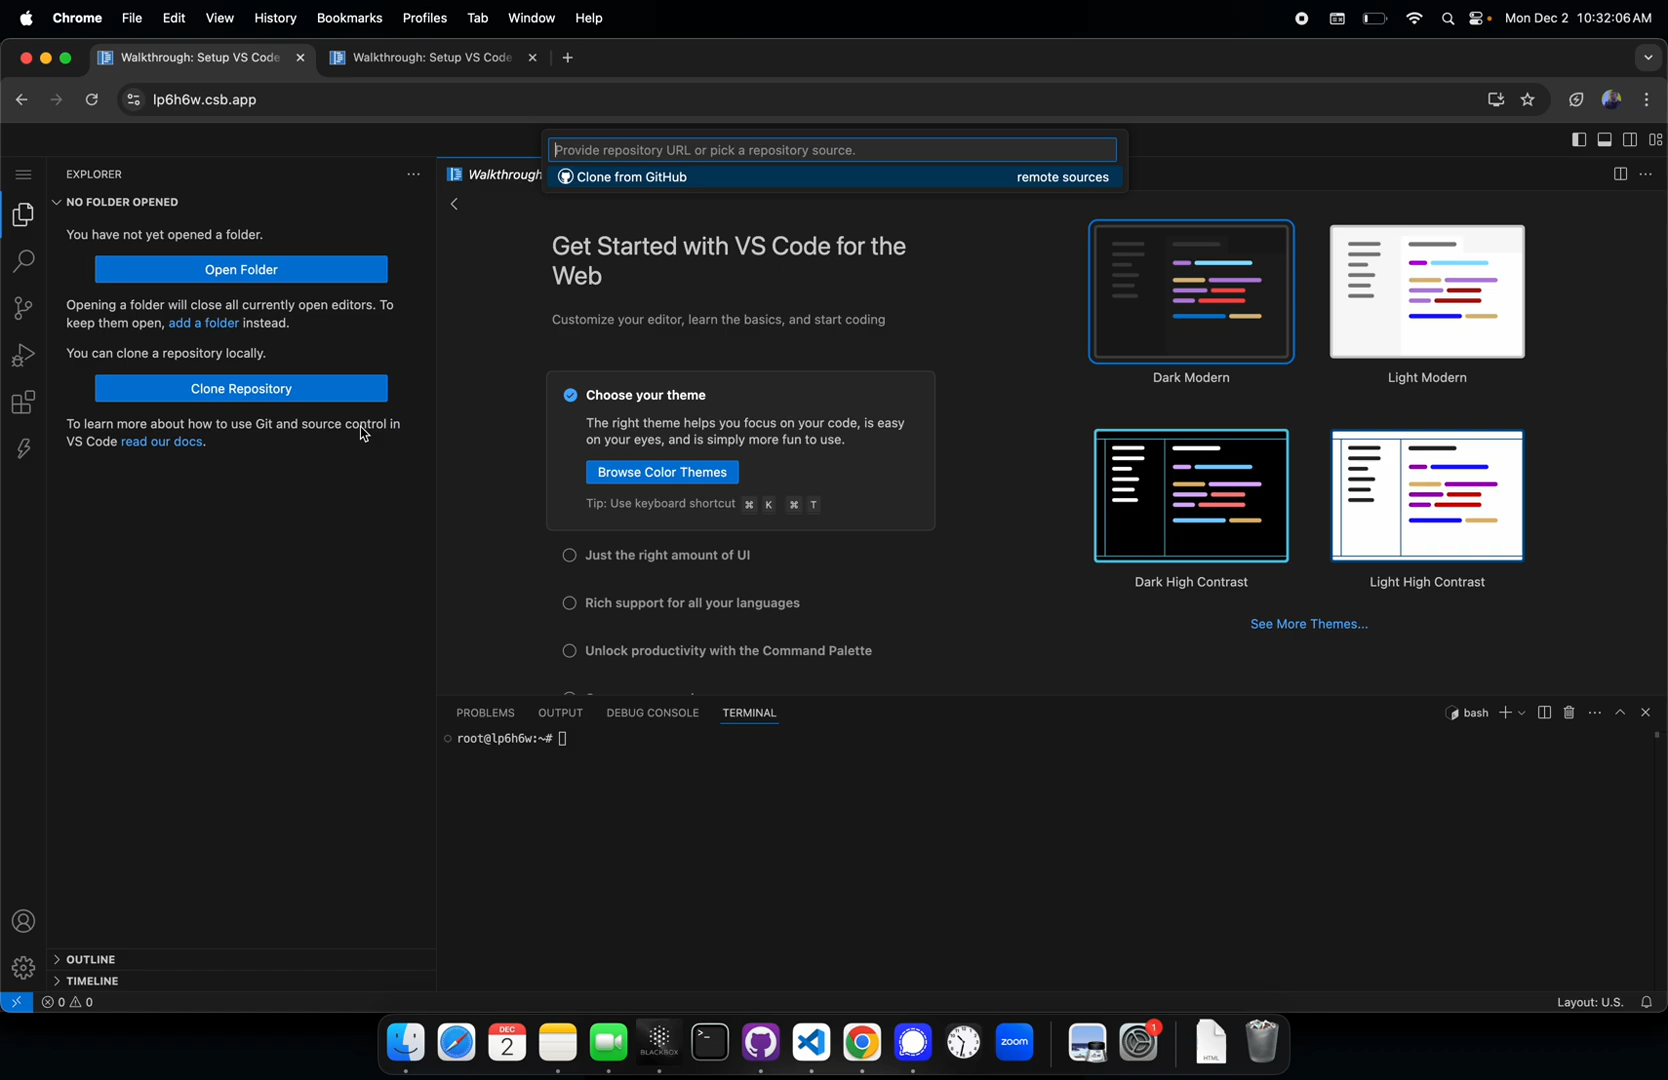 Chrome File Edit View History Bookmarks Profiles Tab Window Help
Mon Dec 2 10:32:06 AM
Walkthrough: Setup VS Code
Walkthrough: Setup VS Code
lp6h6w.csb.app
Provide repository URL or pick a repository source.
Clone from GitHub remote sources
EXPLORER
NO FOLDER OPENED
You have not yet opened a folder.
Open Folder
Opening a folder will close all currently open editors. To
keep them open, add a folder instead.
You can clone a repository locally.
Clone Repository
To learn more about how to use Git and source control in
VS Code read our docs.
OUTLINE
TIMELINE
Walkthrough
Get Started with VS Code for the
Web
Customize your editor, learn the basics, and start coding
Choose your theme
The right theme helps you focus on your code, is easy
on your eyes, and is simply more fun to use.
Browse Color Themes
Tip: Use keyboard shortcut ⌘ K ⌘ T
Just the right amount of UI
Rich support for all your languages
Unlock productivity with the Command Palette
Dark Modern
Light Modern
Dark High Contrast
Light High Contrast
See More Themes...
PROBLEMS OUTPUT DEBUG CONSOLE TERMINAL
bash
root@lp6h6w:~#
0 0
Layout: U.S.
DEC
2
BLACKBOX
zoom
1
HTML